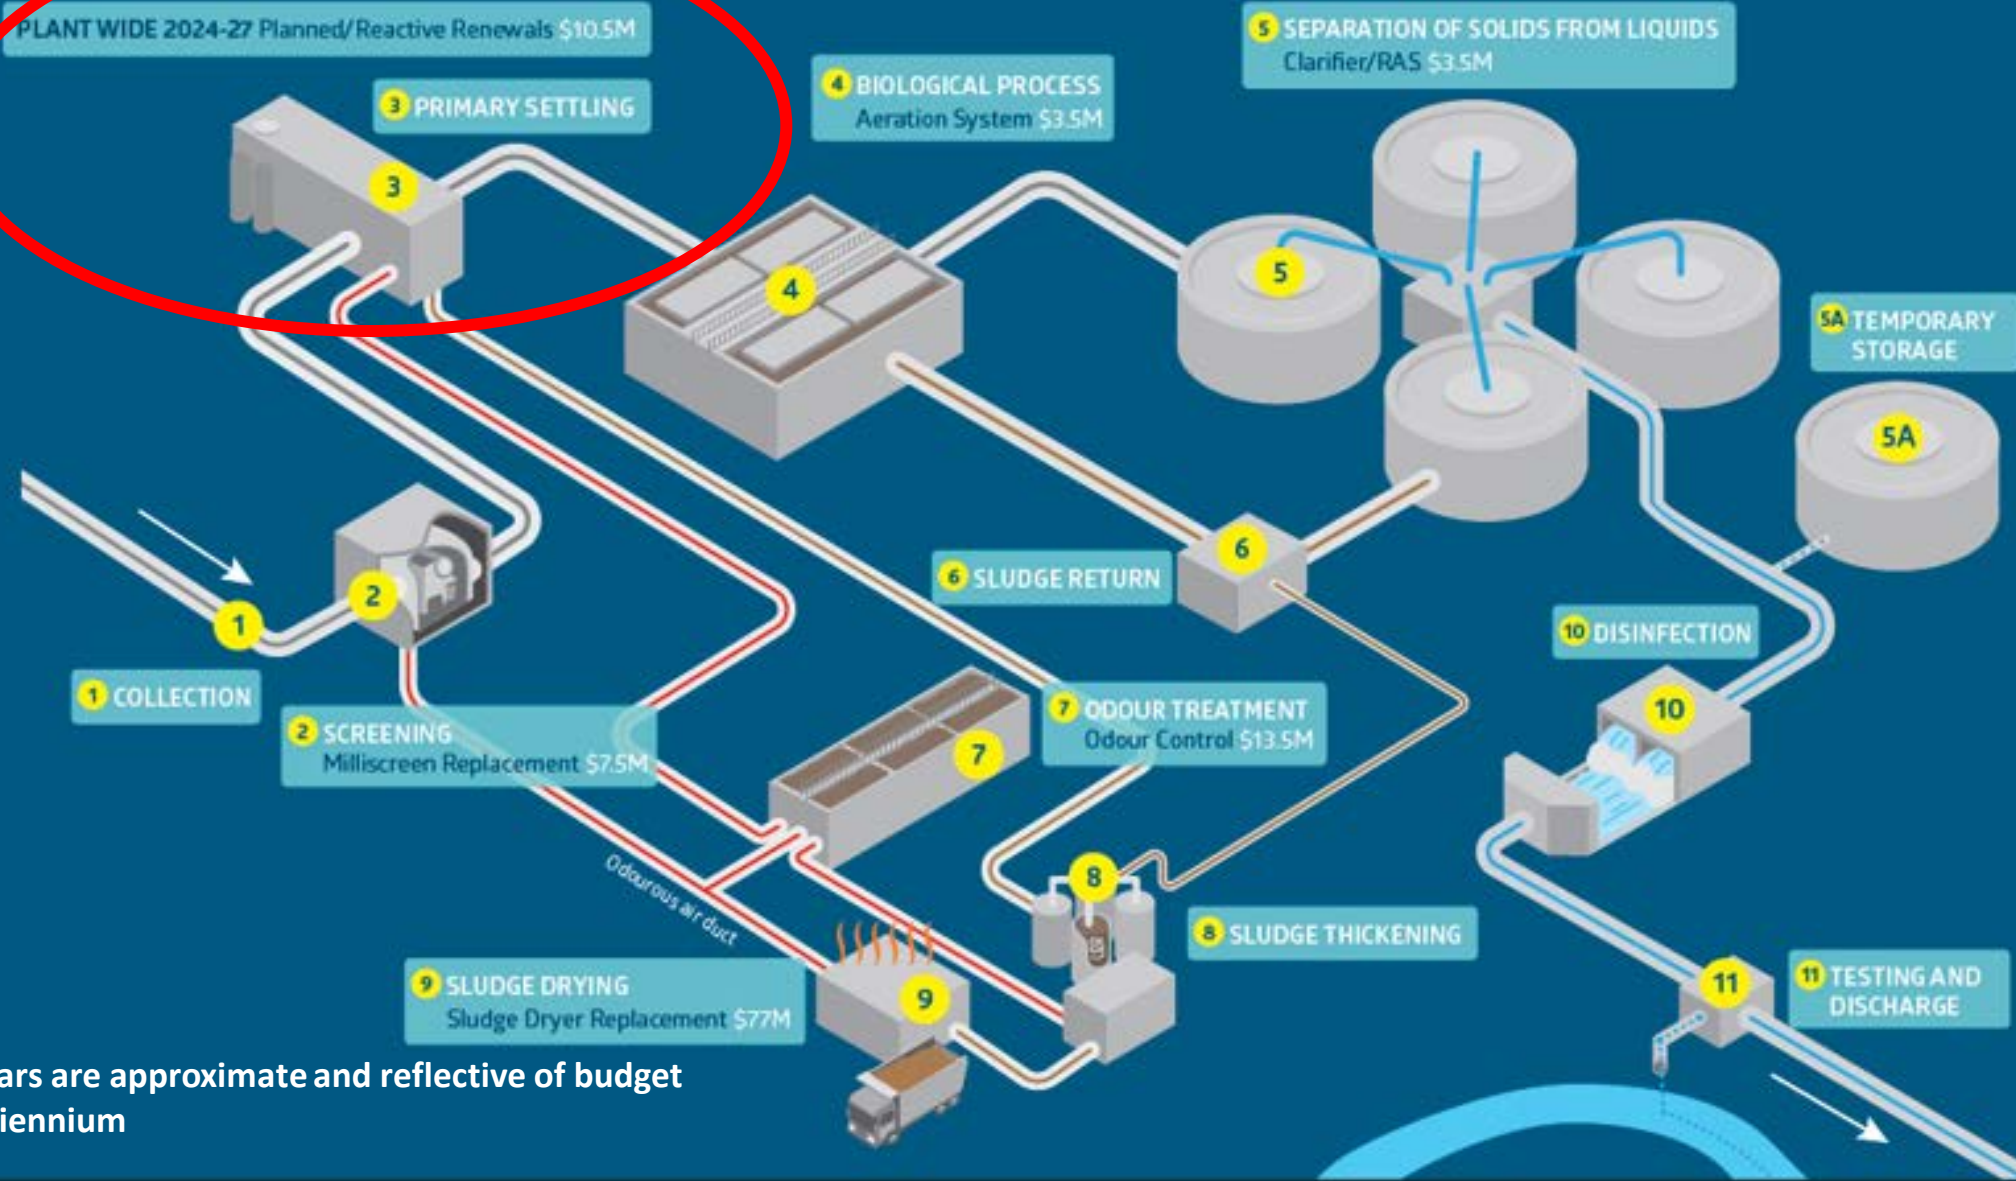 PLANT WIDE 2024-27 Planned/Reactive Renewals $10.5M
3 PRIMARY SETTLING
4 BIOLOGICAL PROCESS
Aeration System $3.5M
5 SEPARATION OF SOLIDS FROM LIQUIDS
Clarifier/RAS $3.5M
3
4
5
5A TEMPORARY
STORAGE
5A
6
6 SLUDGE RETURN
2
1
1 COLLECTION
2 SCREENING
Milliscreen Replacement $7.5M
7
7 ODOUR TREATMENT
Odour Control $13.5M
10 DISINFECTION
10
Odourous air duct
8
8 SLUDGE THICKENING
9 SLUDGE DRYING
Sludge Dryer Replacement $77M
9
11
11 TESTING AND
DISCHARGE
ars are approximate and reflective of budget
iennium